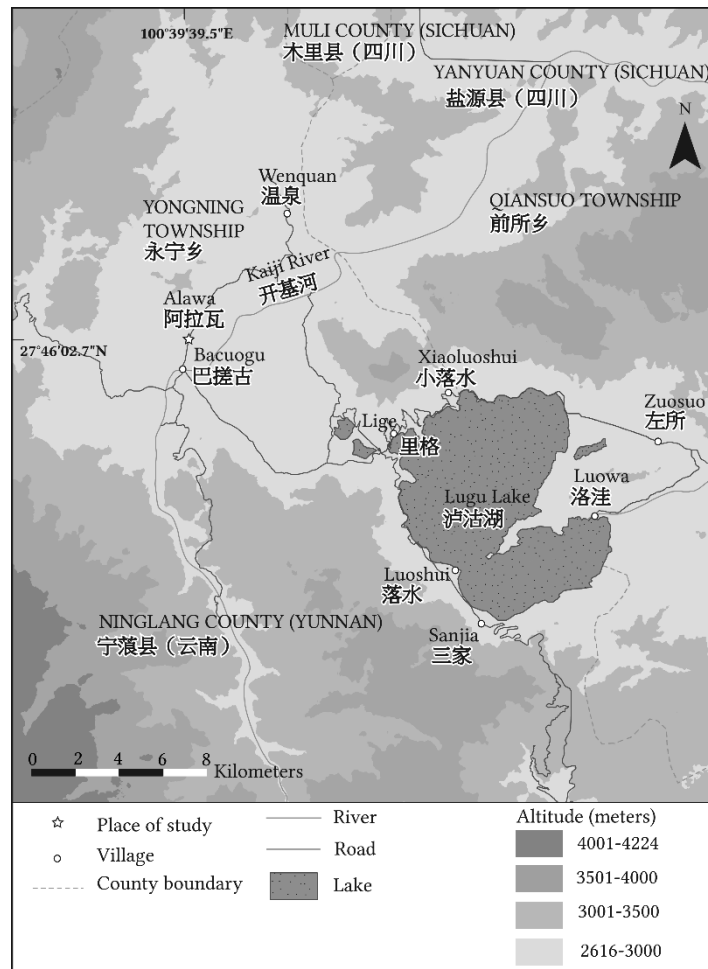 100°39'39.5"E
MULI COUNTY (SICHUAN)
木里县（四川）
YANYUAN COUNTY (SICHUAN)
盐源县（四川）
N
Wenquan
温泉
YONGNING
TOWNSHIP
永宁乡
QIANSUO TOWNSHIP
前所乡
Kaiji River
开基河
Alawa
阿拉瓦
27°46'02.7"N
Bacuogu
巴搓古
Xiaoluoshui
小落水
Lige
里格
Zuosuo
左所
Luowa
洛洼
Lugu Lake
泸沽湖
Luoshui
落水
NINGLANG COUNTY (YUNNAN)
宁蒗县（云南）
Sanjia
三家
0 2 4 6 8
Kilometers
Place of study
Village
County boundary
River
Road
Lake
Altitude (meters)
4001-4224
3501-4000
3001-3500
2616-3000